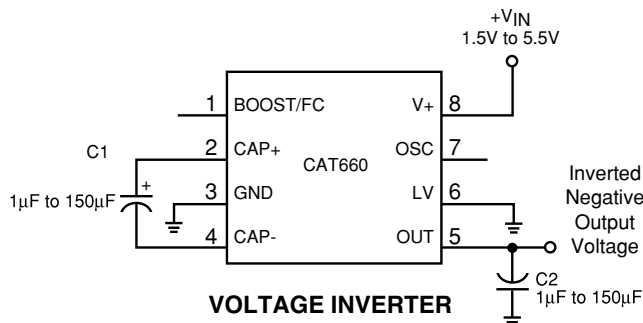 +VIN
1.5V to 5.5V
1 BOOST/FC V+ 8
C1
2 CAP+ OSC 7
CAT660
+
1µF to 150µF
3 GND LV 6
4 CAP- OUT 5
Inverted
Negative
Output
Voltage
C2
1µF to 150µF
VOLTAGE INVERTER